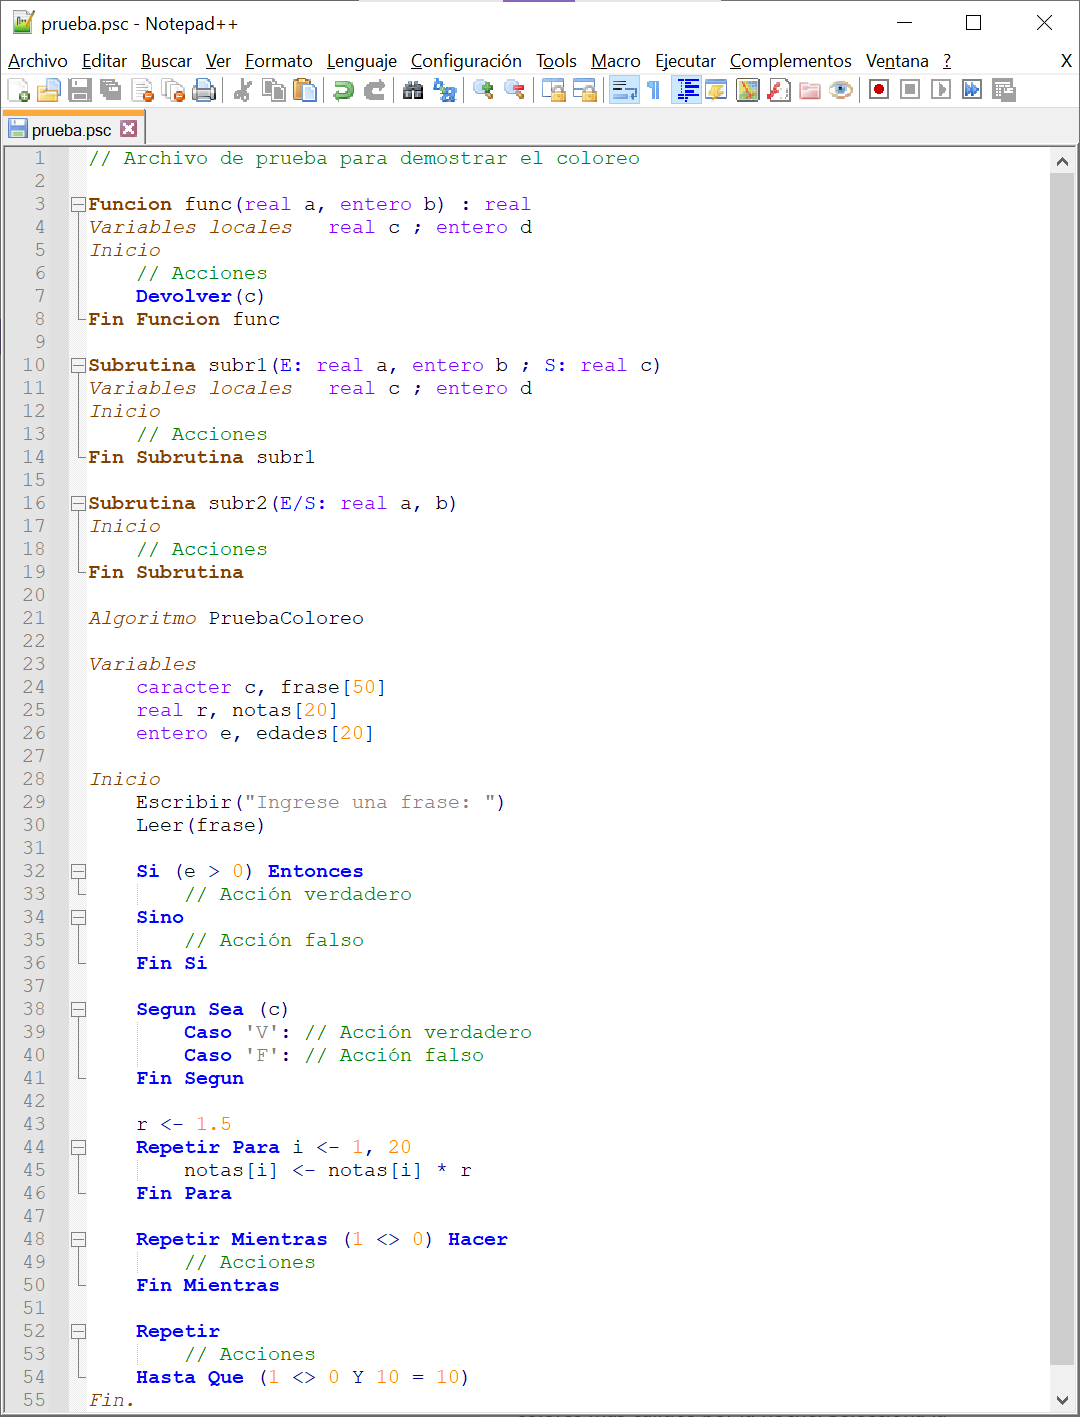 prueba.psc - Notepad++
Archivo Editar Buscar Ver Formato Lenguaje Configuración Tools Macro Ejecutar Complementos Ventana ? X
prueba.psc
1 // Archivo de prueba para demostrar el coloreo
2
3 Funcion func(real a, entero b) : real
4 Variables locales   real c ; entero d
5 Inicio
6     // Acciones
7     Devolver(c)
8 Fin Funcion func
9
10 Subrutina subr1(E: real a, entero b ; S: real c)
11 Variables locales   real c ; entero d
12 Inicio
13     // Acciones
14 Fin Subrutina subr1
15
16 Subrutina subr2(E/S: real a, b)
17 Inicio
18     // Acciones
19 Fin Subrutina
20
21 Algoritmo PruebaColoreo
22
23 Variables
24     caracter c, frase[50]
25     real r, notas[20]
26     entero e, edades[20]
27
28 Inicio
29     Escribir("Ingrese una frase: ")
30     Leer(frase)
31
32     Si (e > 0) Entonces
33         // Acción verdadero
34     Sino
35         // Acción falso
36     Fin Si
37
38     Segun Sea (c)
39         Caso 'V': // Acción verdadero
40         Caso 'F': // Acción falso
41     Fin Segun
42
43     r <- 1.5
44     Repetir Para i <- 1, 20
45         notas[i] <- notas[i] * r
46     Fin Para
47
48     Repetir Mientras (1 <> 0) Hacer
49         // Acciones
50     Fin Mientras
51
52     Repetir
53         // Acciones
54     Hasta Que (1 <> 0 Y 10 = 10)
55 Fin.